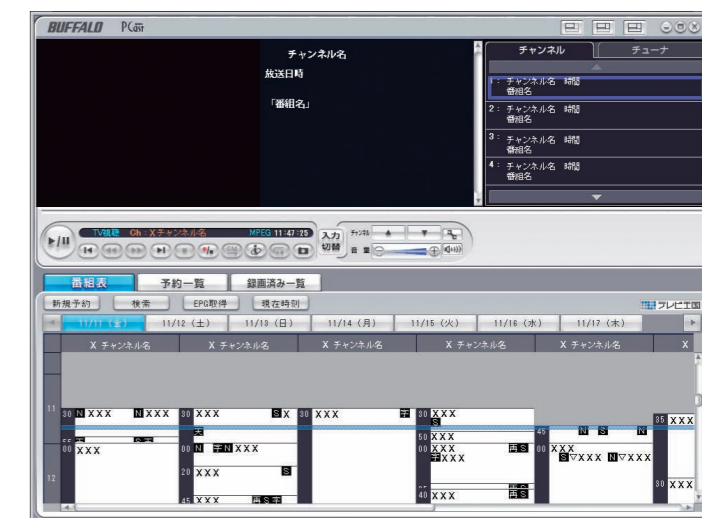 BUFFALO PCast
チャンネル名
放送日時
「番組名」
チャンネル チューナ
1: チャンネル名 時間
番組名
2: チャンネル名 時間
番組名
3: チャンネル名 時間
番組名
4: チャンネル名 時間
番組名
TV視聴 Ch:Xチャンネル名 MPEG 11:47:25
入力
切替
チャンネル
音量
番組表 予約一覧 録画済み一覧
新規予約 検索 EPG取得 現在時刻 テレビ王国
11/11 (金) 11/12 (土) 11/13 (日) 11/14 (月) 11/15 (火) 11/16 (水) 11/17 (木)
X チャンネル名 X チャンネル名 X チャンネル名 X チャンネル名 X チャンネル名 X
11 30 N XXX N XXX 30 XXX S X 30 XXX 字 30 XXX
S
35 XXX
天
45 N S N
50 XXX
00 XXX 00 N 字 N XXX 00 XXX 再 S 00 XXX
字 XXX S ▽XXX N ▽XXX
20 XXX S
12
30 XXX
40 XXX 再 S
45 XXX 再 S 字